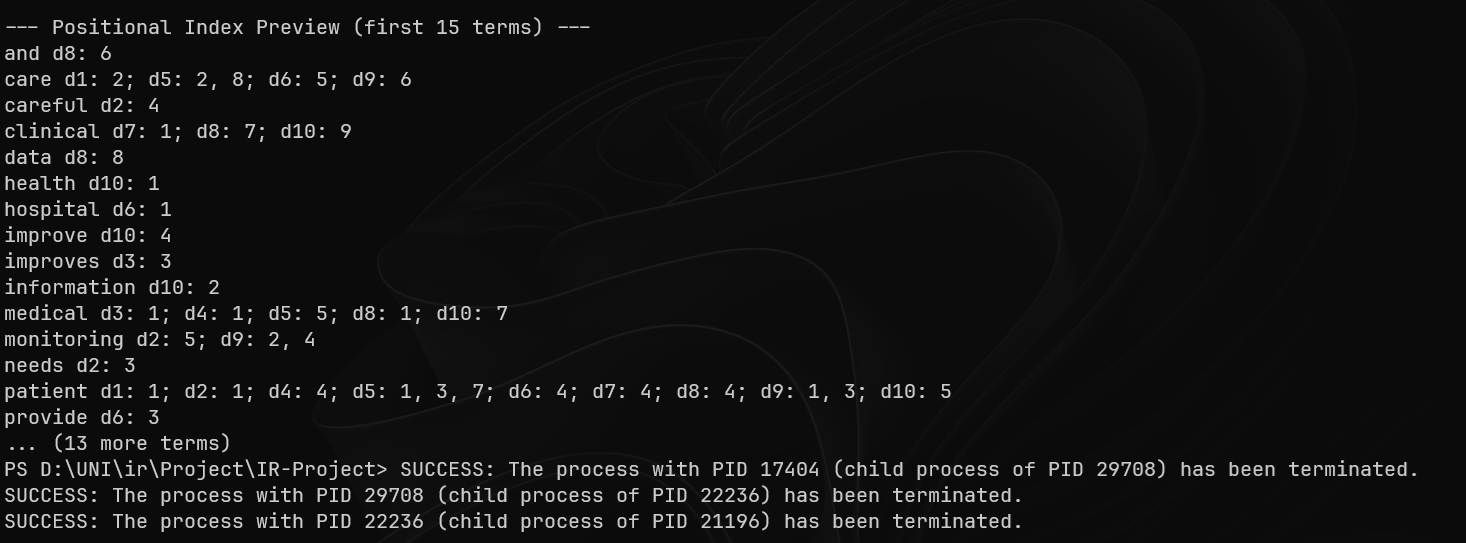 --- Positional Index Preview (first 15 terms) ---
and d8: 6
care d1: 2; d5: 2, 8; d6: 5; d9: 6
careful d2: 4
clinical d7: 1; d8: 7; d10: 9
data d8: 8
health d10: 1
hospital d6: 1
improve d10: 4
improves d3: 3
information d10: 2
medical d3: 1; d4: 1; d5: 5; d8: 1; d10: 7
monitoring d2: 5; d9: 2, 4
needs d2: 3
patient d1: 1; d2: 1; d4: 4; d5: 1, 3, 7; d6: 4; d7: 4; d8: 4; d9: 1, 3; d10: 5
provide d6: 3
... (13 more terms)
PS D:\UNI\ir\Project\IR-Project> SUCCESS: The process with PID 17404 (child process of PID 29708) has been terminated.
SUCCESS: The process with PID 29708 (child process of PID 22236) has been terminated.
SUCCESS: The process with PID 22236 (child process of PID 21196) has been terminated.